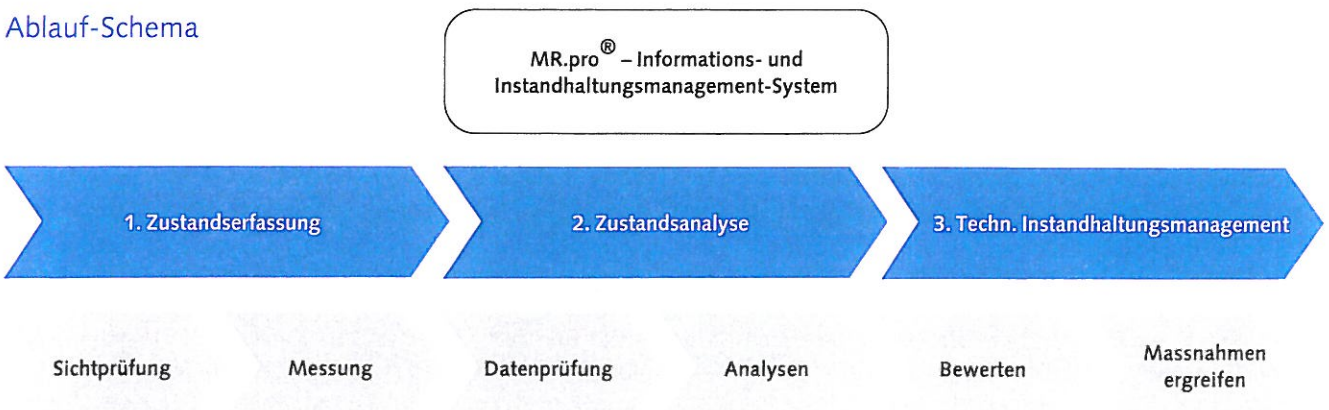 Ablauf-Schema
MR.pro® – Informations- und
Instandhaltungsmanagement-System
1. Zustandserfassung
2. Zustandsanalyse
3. Techn. Instandhaltungsmanagement
Sichtprüfung
Messung
Datenprüfung
Analysen
Bewerten
Massnahmen
ergreifen